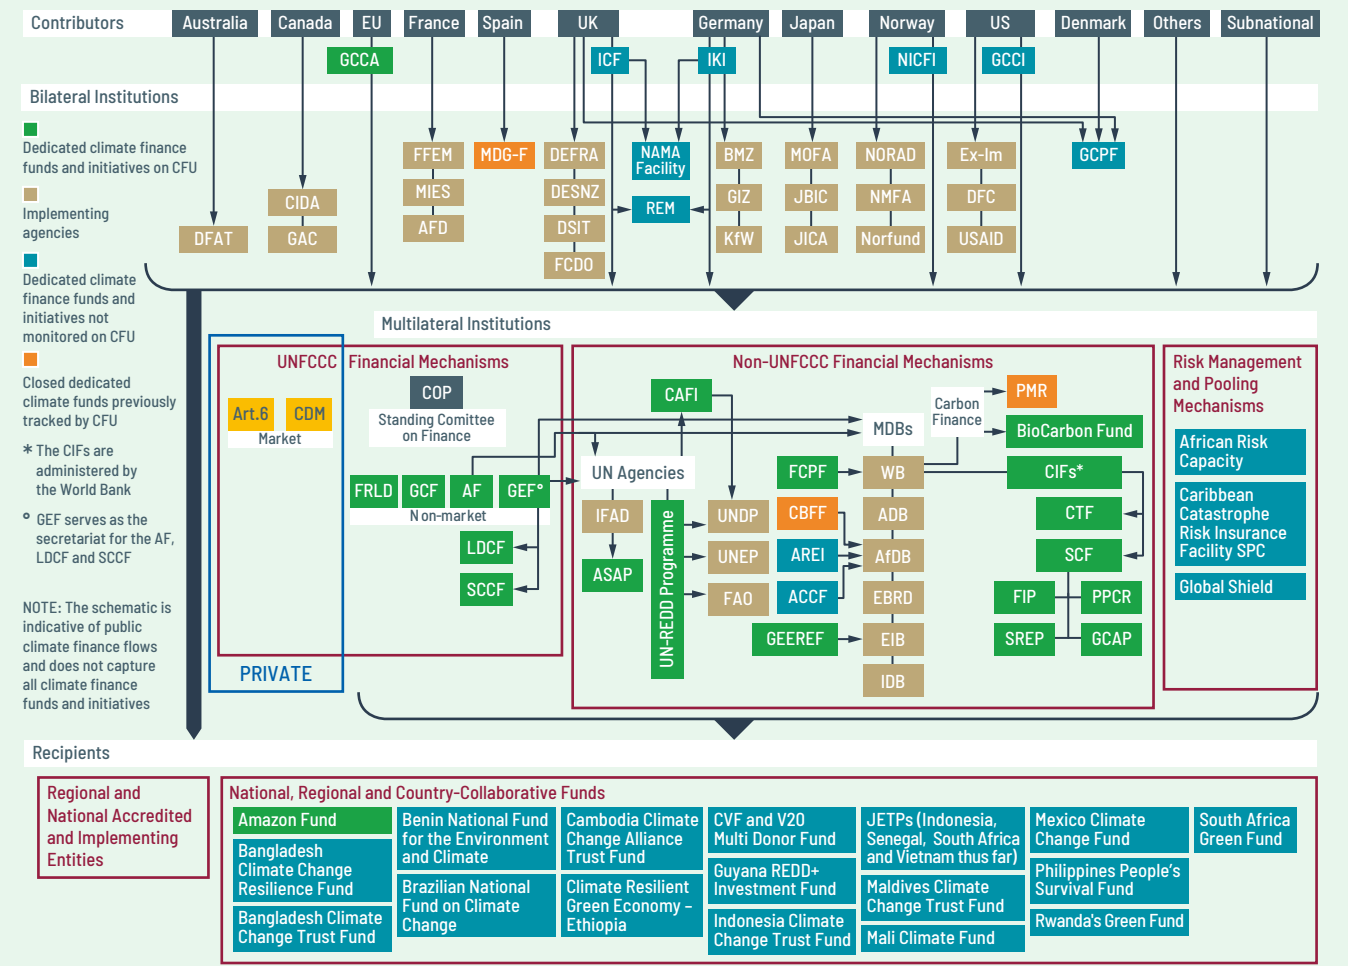 Contributors
Australia
Canada
EU
France
Spain
UK
Germany
Japan
Norway
US
Denmark
Others
Subnational
GCCA
ICF
IKI
NICFI
GCCI
Bilateral Institutions
Dedicated climate finance
funds and initiatives on CFU
Implementing
agencies
Dedicated climate
finance funds and
initiatives not
monitored on CFU
Closed dedicated
climate funds previously
tracked by CFU
* The CIFs are
administered by
the World Bank
° GEF serves as the
secretariat for the AF,
LDCF and SCCF
NOTE: The schematic is
indicative of public
climate finance flows
and does not capture
all climate finance
funds and initiatives
DFAT
CIDA
GAC
FFEM
MIES
AFD
MDG-F
DEFRA
DESNZ
DSIT
FCDO
NAMA
Facility
REM
BMZ
GIZ
KfW
MOFA
JBIC
JICA
NORAD
NMFA
Norfund
Ex-Im
DFC
USAID
GCPF
Multilateral Institutions
UNFCCC Financial Mechanisms
Art.6
CDM
Market
COP
Standing Comittee
on Finance
FRLD
GCF
AF
GEF°
Non-market
LDCF
SCCF
PRIVATE
Non-UNFCCC Financial Mechanisms
CAFI
UN Agencies
IFAD
ASAP
UN-REDD Programme
UNDP
UNEP
FAO
FCPF
CBFF
AREI
ACCF
GEEREF
MDBs
WB
ADB
AfDB
EBRD
EIB
IDB
Carbon
Finance
PMR
BioCarbon Fund
CIFs*
CTF
SCF
FIP
PPCR
SREP
GCAP
Risk Management
and Pooling
Mechanisms
African Risk
Capacity
Caribbean
Catastrophe
Risk Insurance
Facility SPC
Global Shield
Recipients
Regional and
National Accredited
and Implementing
Entities
National, Regional and Country-Collaborative Funds
Amazon Fund
Bangladesh
Climate Change
Resilience Fund
Bangladesh Climate
Change Trust Fund
Benin National Fund
for the Environment
and Climate
Brazilian National
Fund on Climate
Change
Cambodia Climate
Change Alliance
Trust Fund
Climate Resilient
Green Economy –
Ethiopia
CVF and V20
Multi Donor Fund
Guyana REDD+
Investment Fund
Indonesia Climate
Change Trust Fund
JETPs (Indonesia,
Senegal, South Africa
and Vietnam thus far)
Maldives Climate
Change Trust Fund
Mali Climate Fund
Mexico Climate
Change Fund
Philippines People's
Survival Fund
Rwanda's Green Fund
South Africa
Green Fund